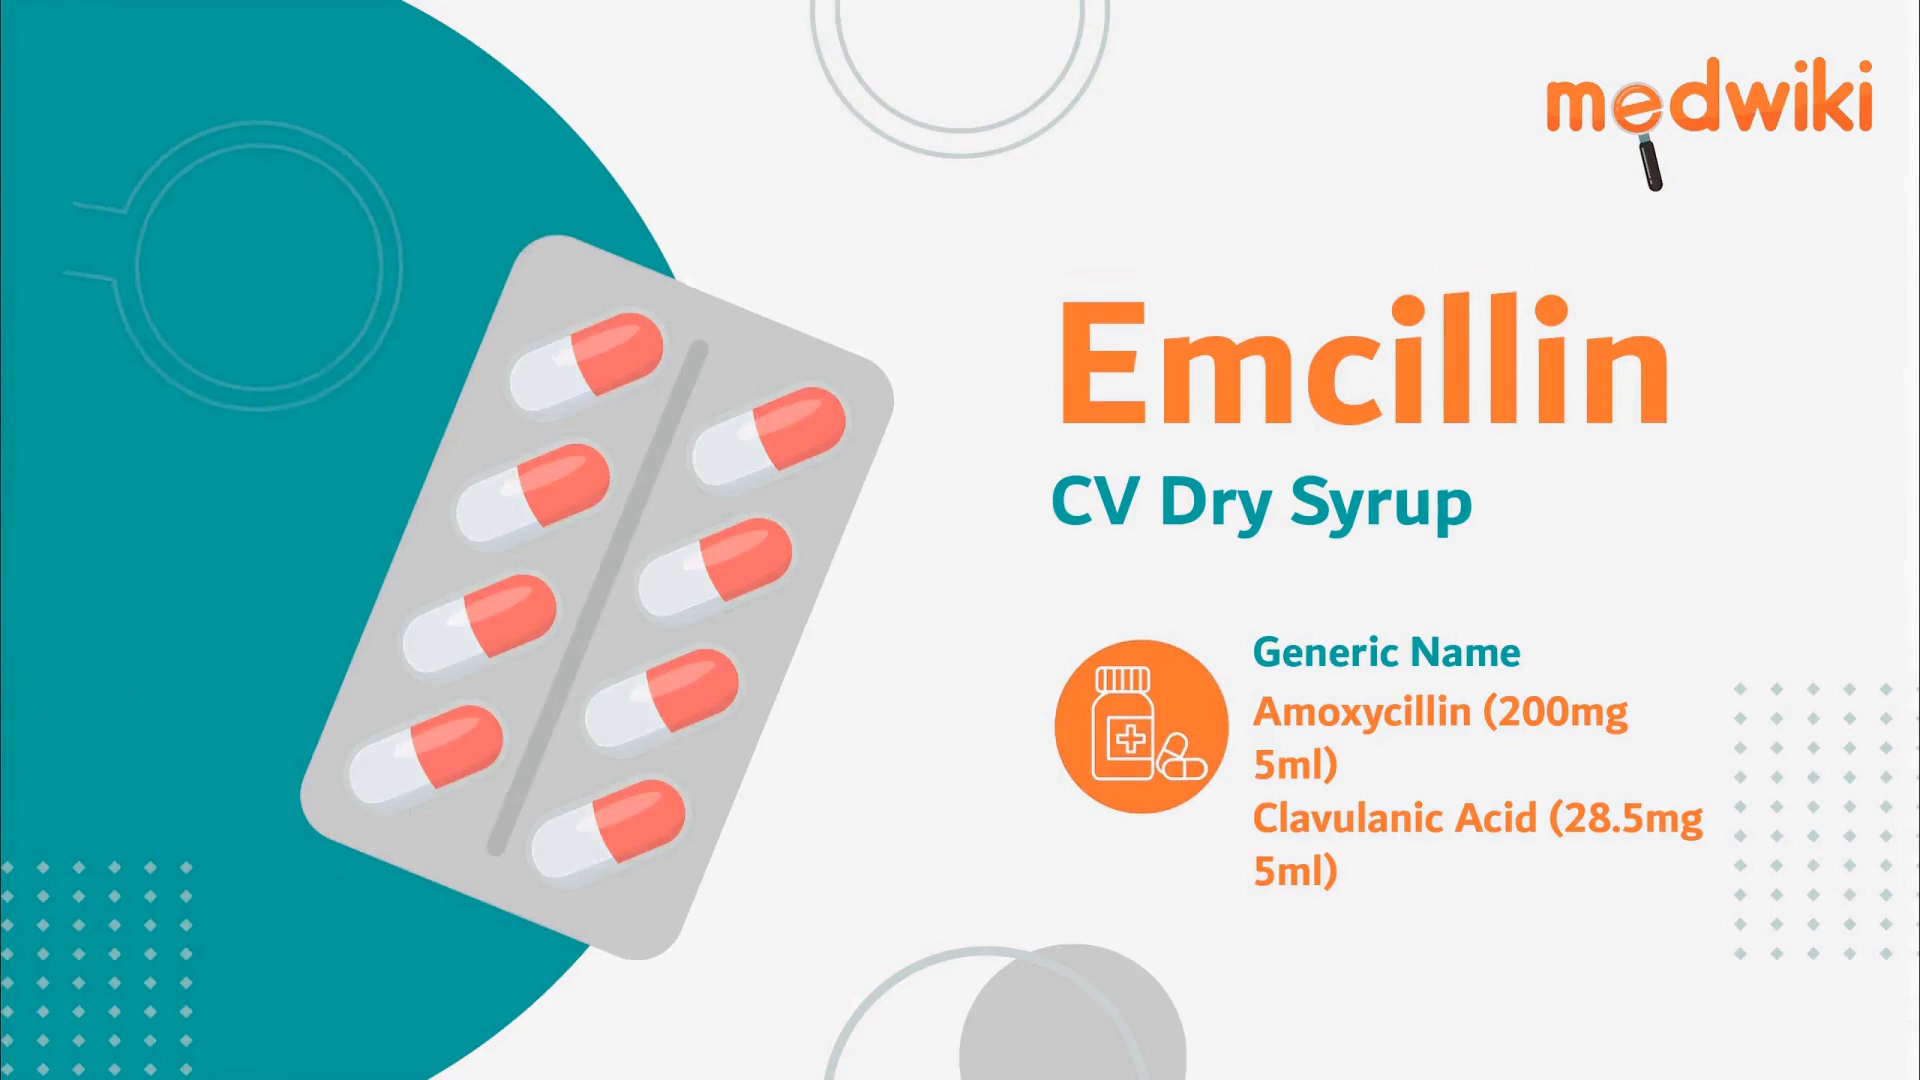 medwiki
Emcillin
CV Dry Syrup
Generic Name
Amoxycillin (200mg
5ml)
Clavulanic Acid (28.5mg
5ml)